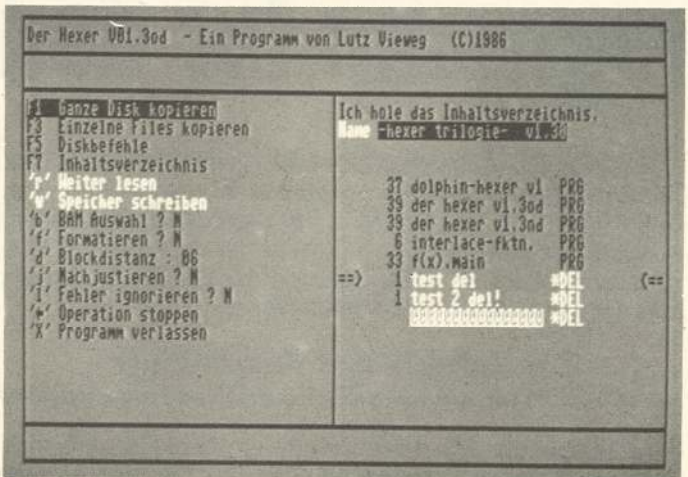 Der Hexer V01.3od - Ein Programm von Lutz Vieweg (C)1986
F1 Ganze Disk kopieren
F3 Einzelne Files kopieren
F5 Diskbefehle
F7 Inhaltsverzeichnis
'r' Weiter lesen
'w' Speicher schreiben
'b' BAM Auswahl ? N
'f' Formatieren ? N
'd' Blockdistanz : 06
'j' Nachjustieren ? N
'i' Fehler ignorieren ? N
Operation stoppen
'X' Programm verlassen
Ich hole das Inhaltsverzeichnis.
Name -hexer trilogie- v1.30
37 dolphin-hexer v1 PRG
39 der hexer v1.3od PRG
39 der hexer v1.3nd PRG
6 interlace-fktn. PRG
33 f(x).main PRG
==> 1 test del *DEL <==
1 test 2 del! *DEL
*DEL